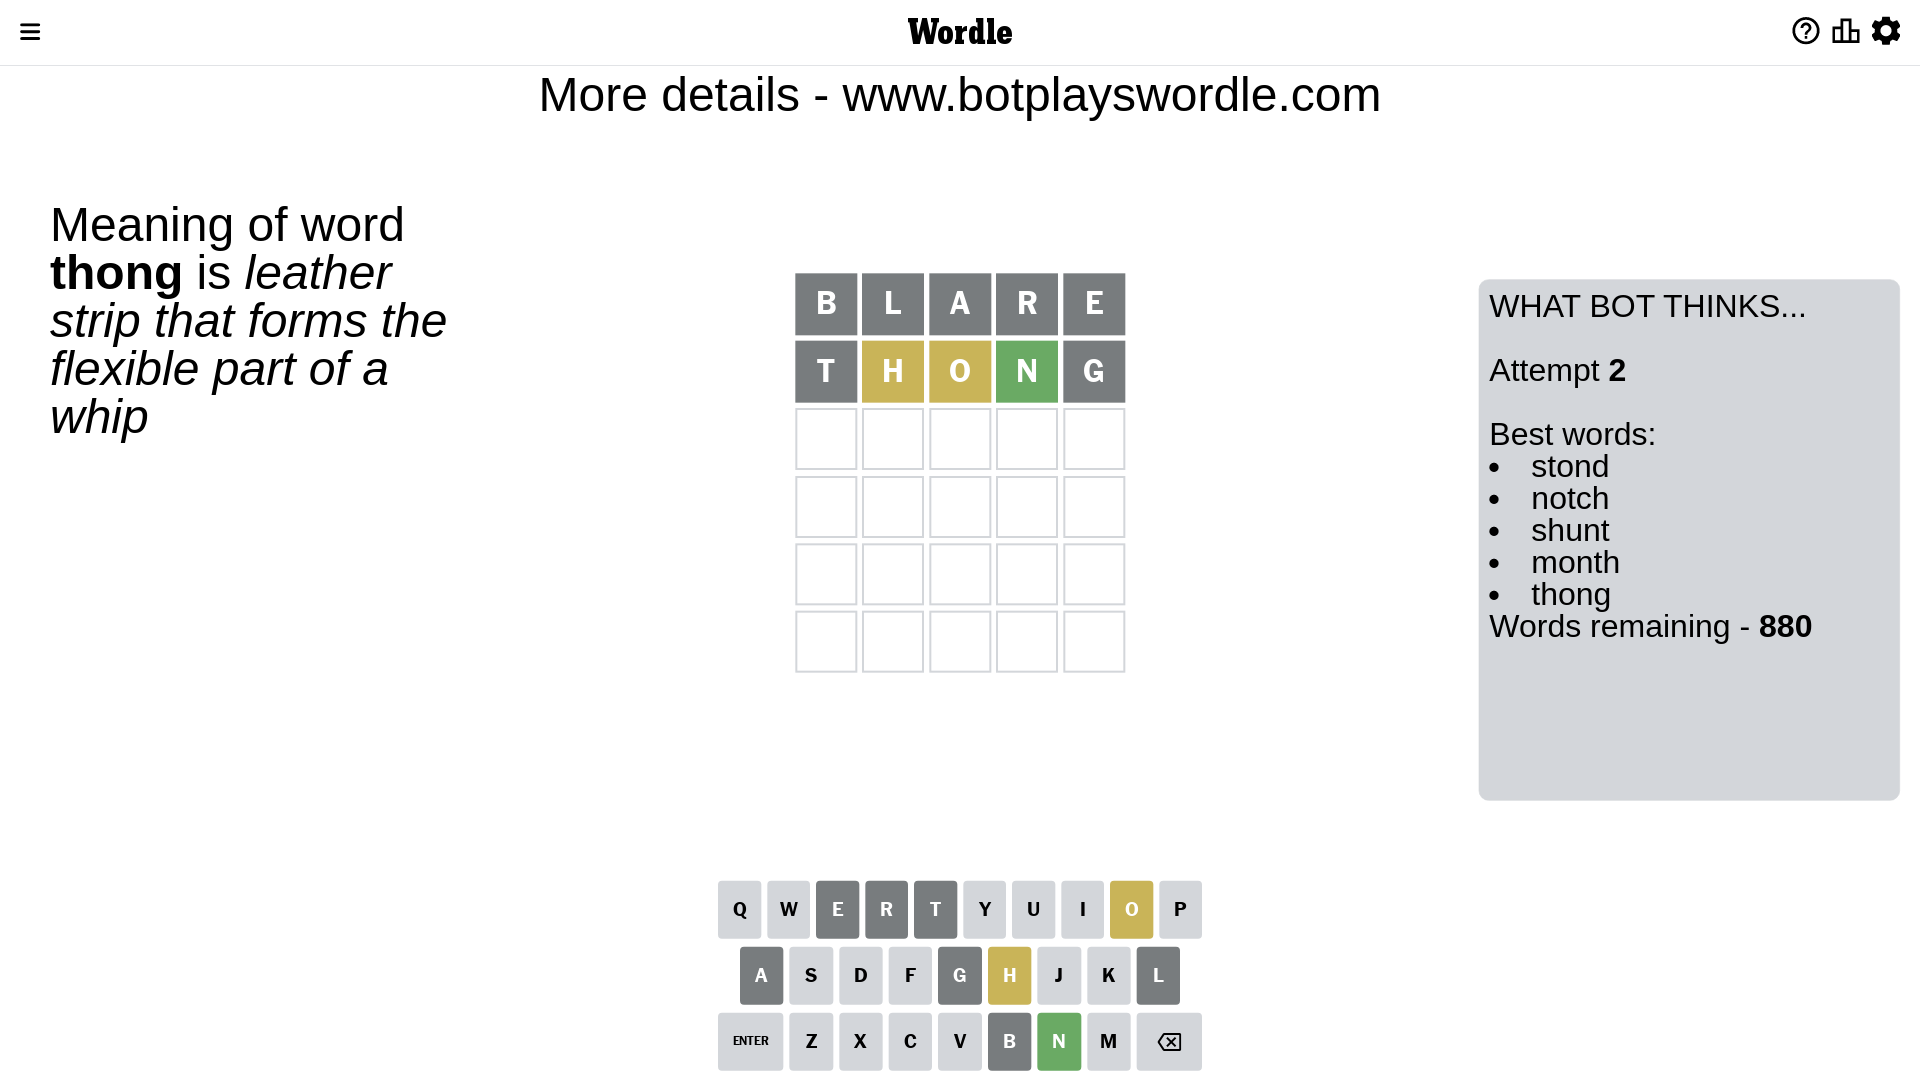 Wordle
More details - www.botplayswordle.com
Meaning of word
thong is leather
strip that forms the
flexible part of a
whip
B L A R E
T H O N G
WHAT BOT THINKS...
Attempt 2
Best words:
• stond
• notch
• shunt
• month
• thong
Words remaining - 880
Q W E R T Y U I O P
A S D F G H J K L
ENTER Z X C V B N M